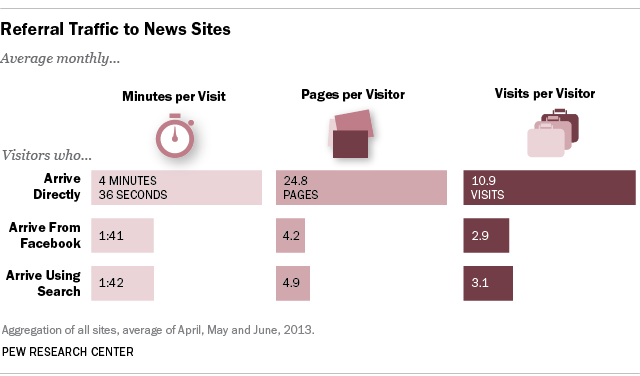 Referral Traffic to News Sites
Average monthly...
Minutes per Visit
Pages per Visitor
Visits per Visitor
Visitors who...
Arrive
Directly
4 MINUTES
36 SECONDS
24.8
PAGES
10.9
VISITS
Arrive From
Facebook
1:41
4.2
2.9
Arrive Using
Search
1:42
4.9
3.1
Aggregation of all sites, average of April, May and June, 2013.
PEW RESEARCH CENTER